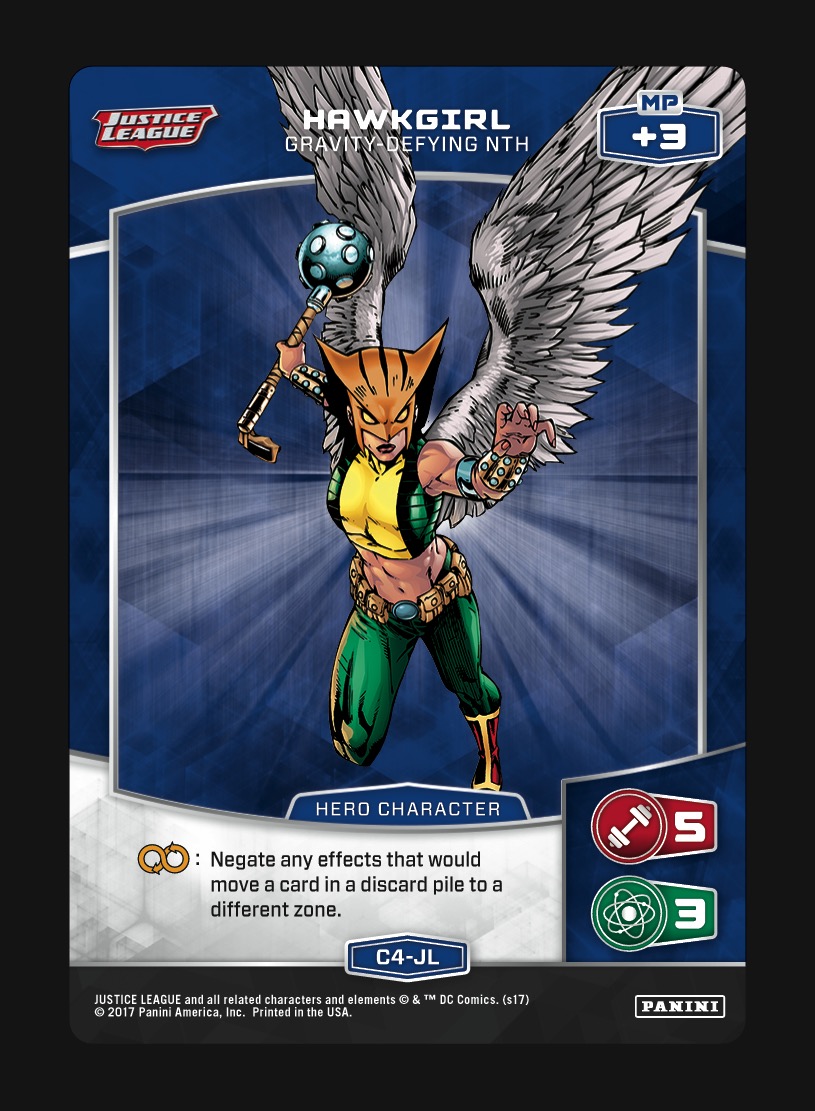 JUSTICE
LEAGUE
HAWKGIRL
GRAVITY-DEFYING NTH
MP
+3
HERO CHARACTER
: Negate any effects that would
move a card in a discard pile to a
different zone.
5
3
C4-JL
JUSTICE LEAGUE and all related characters and elements © & ™ DC Comics. (s17)
© 2017 Panini America, Inc. Printed in the USA.
PANINI